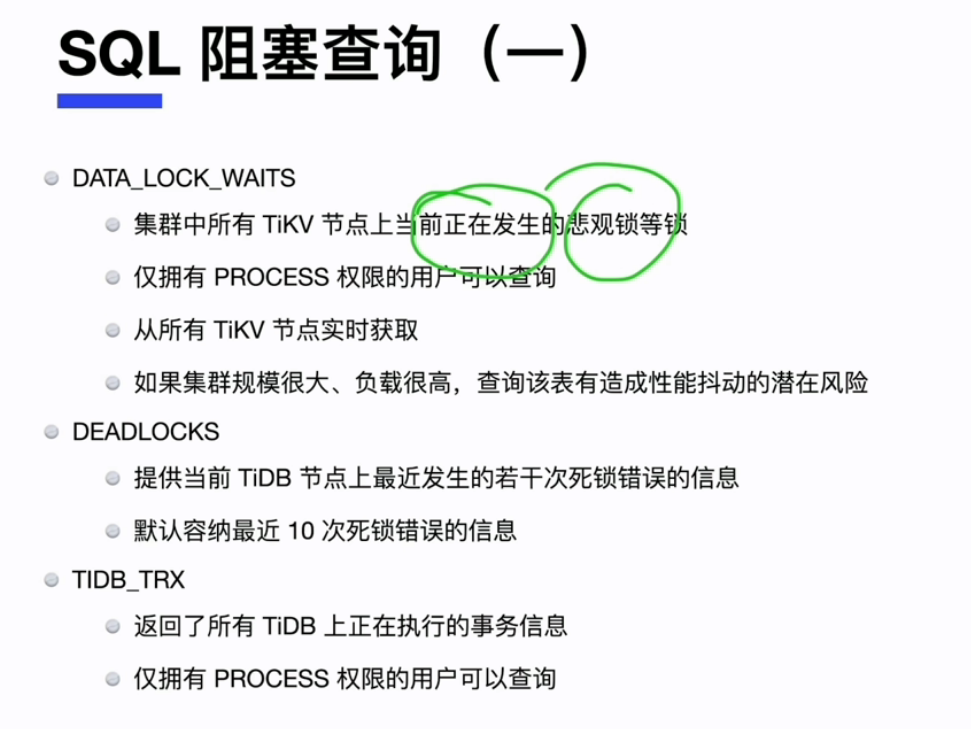 SQL 阻塞查询（一）
DATA_LOCK_WAITS
集群中所有 TiKV 节点上当前正在发生的悲观锁等锁
仅拥有 PROCESS 权限的用户可以查询
从所有 TiKV 节点实时获取
如果集群规模很大、负载很高，查询该表有造成性能抖动的潜在风险
DEADLOCKS
提供当前 TiDB 节点上最近发生的若干次死锁错误的信息
默认容纳最近 10 次死锁错误的信息
TIDB_TRX
返回了所有 TiDB 上正在执行的事务信息
仅拥有 PROCESS 权限的用户可以查询